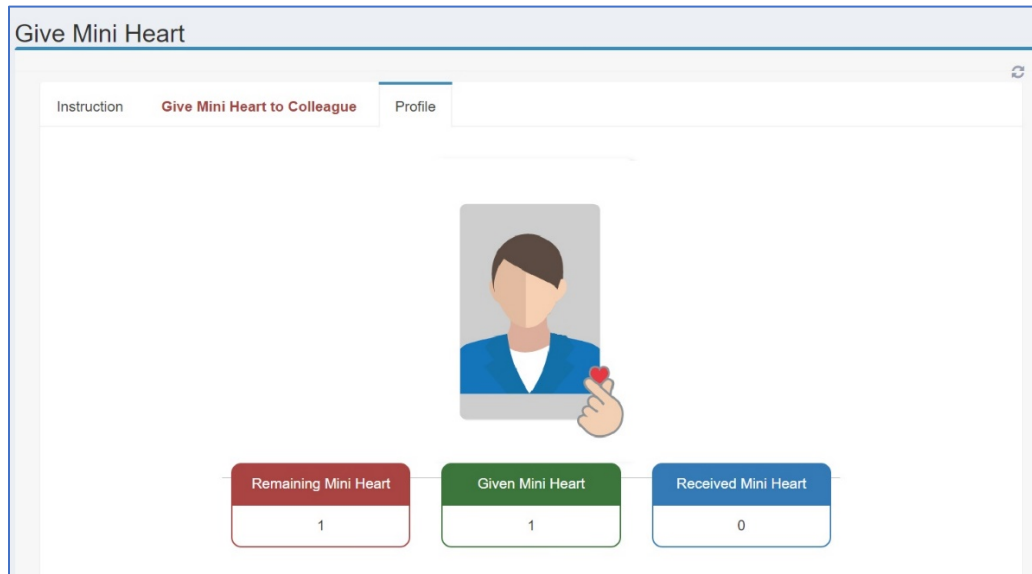 Give Mini Heart
Instruction Give Mini Heart to Colleague Profile
Remaining Mini Heart Given Mini Heart Received Mini Heart
1 1 0